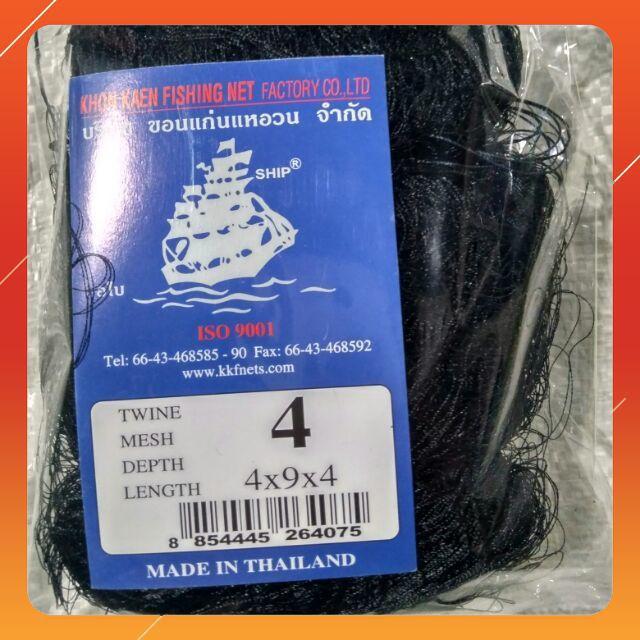 KHON KAEN FISHING NET FACTORY CO.,LTD
ขอนแก่นแหอวน จำกัด
SHIP®
ISO 9001
Tel: 66-43-468585 - 90 Fax: 66-43-468592
www.kkfnets.com
TWINE
MESH
DEPTH
LENGTH
4
4x9x4
8 854445 264075
MADE IN THAILAND